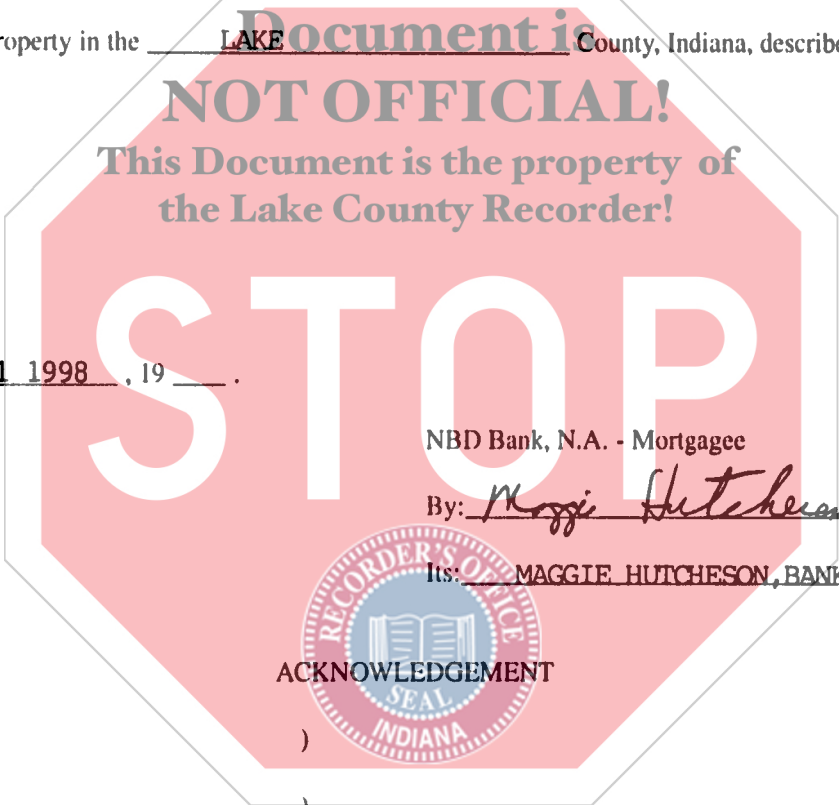 Document is
roperty in the LAKE County, Indiana, describe
NOT OFFICIAL!
This Document is the property of
the Lake County Recorder!
STOP
1 1998 , 19 ____ .
NBD Bank, N.A. - Mortgagee
By: Maggie Hutcheson
Its: MAGGIE HUTCHESON, BANK
RECORDER'S OFFICE
ACKNOWLEDGEMENT
SEAL
INDIANA
)
)